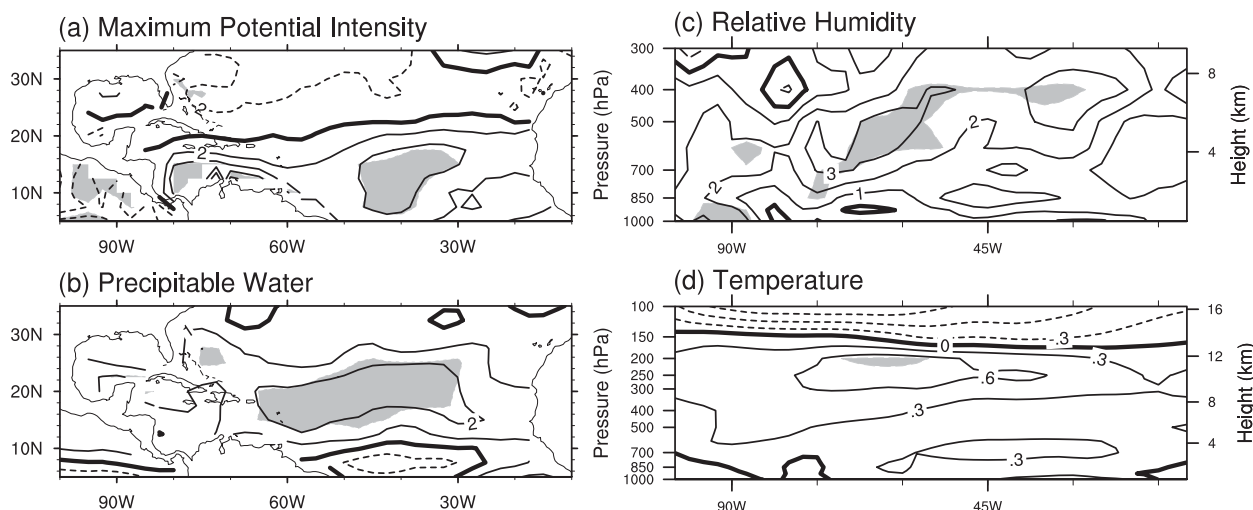 (a) Maximum Potential Intensity
30N
20N
10N
2
2
90W
60W
30W
(b) Precipitable Water
30N
20N
10N
2
90W
60W
30W
(c) Relative Humidity
Pressure (hPa)
300
400
500
700
850
1000
8
4
Height (km)
2
3
2
1
90W
45W
(d) Temperature
Pressure (hPa)
100
150
200
250
300
500
700
850
1000
16
12
8
4
Height (km)
0
.3
.3
.6
.3
.3
90W
45W